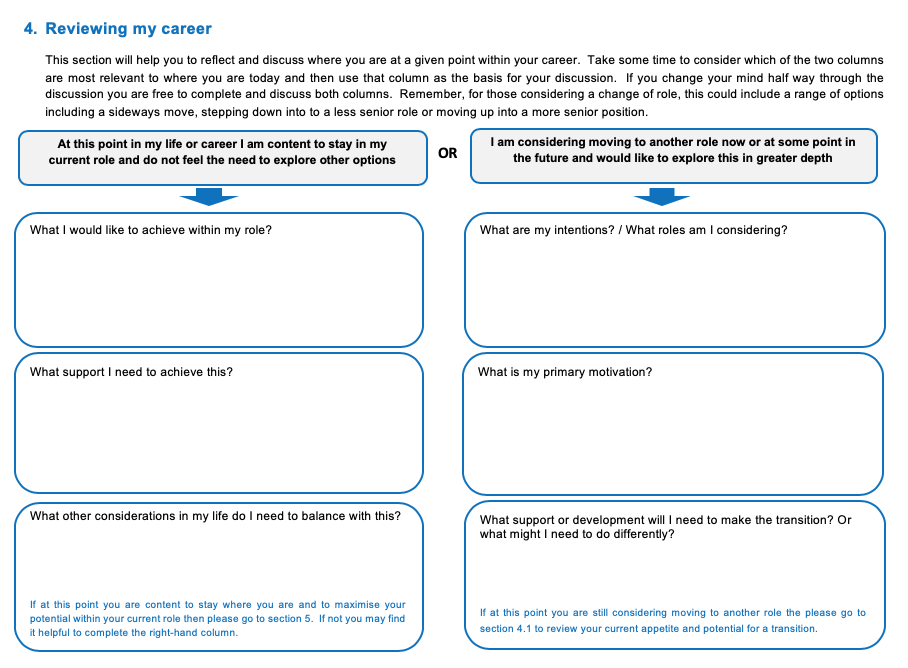 4. Reviewing my career
This section will help you to reflect and discuss where you are at a given point within your career. Take some time to consider which of the two columns
are most relevant to where you are today and then use that column as the basis for your discussion. If you change your mind half way through the
discussion you are free to complete and discuss both columns. Remember, for those considering a change of role, this could include a range of options
including a sideways move, stepping down into to a less senior role or moving up into a more senior position.
At this point in my life or career I am content to stay in my
current role and do not feel the need to explore other options
OR
I am considering moving to another role now or at some point in
the future and would like to explore this in greater depth
What I would like to achieve within my role?
What support I need to achieve this?
What other considerations in my life do I need to balance with this?
If at this point you are content to stay where you are and to maximise your
potential within your current role then please go to section 5. If not you may find
it helpful to complete the right-hand column.
What are my intentions? / What roles am I considering?
What is my primary motivation?
What support or development will I need to make the transition? Or
what might I need to do differently?
If at this point you are still considering moving to another role the please go to
section 4.1 to review your current appetite and potential for a transition.